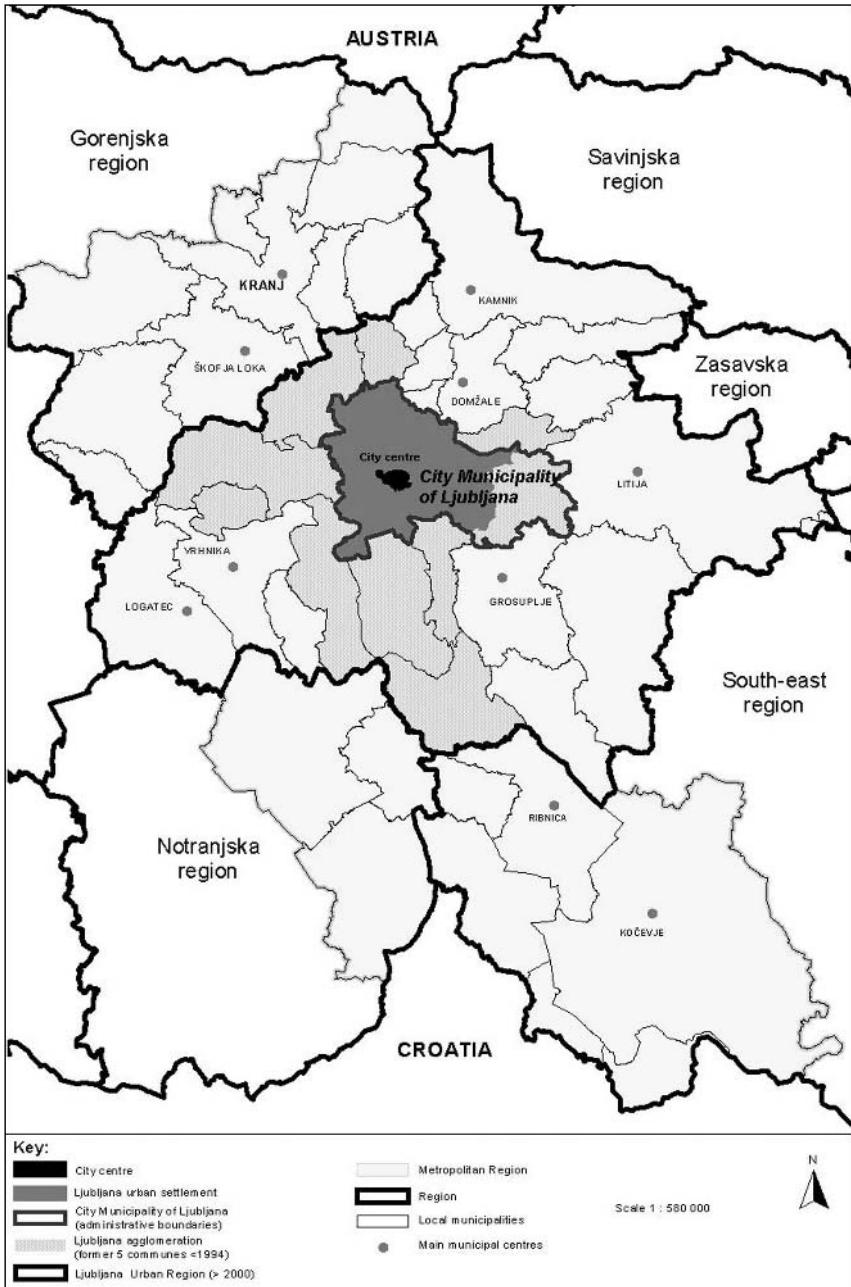 AUSTRIA
Gorenjska
region
Savinjska
region
KRANJ
KAMNIK
ŠKOFJA LOKA
Zasavska
region
DOMŽALE
City centre
City Municipality
of Ljubljana
LITIJA
VRHNIKA
GROSUPLJE
LOGATEC
South-east
region
RIBNICA
Notranjska
region
KOČEVJE
CROATIA
Key:
City centre
Ljubljana urban settlement
City Municipality of Ljubljana
(administrative boundaries)
Ljubljana agglomeration
(former 5 communes <1994)
Ljubljana Urban Region (> 2000)
Metropolitan Region
Region
Local municipalities
Main municipal centres
Scale 1 : 580 000
N